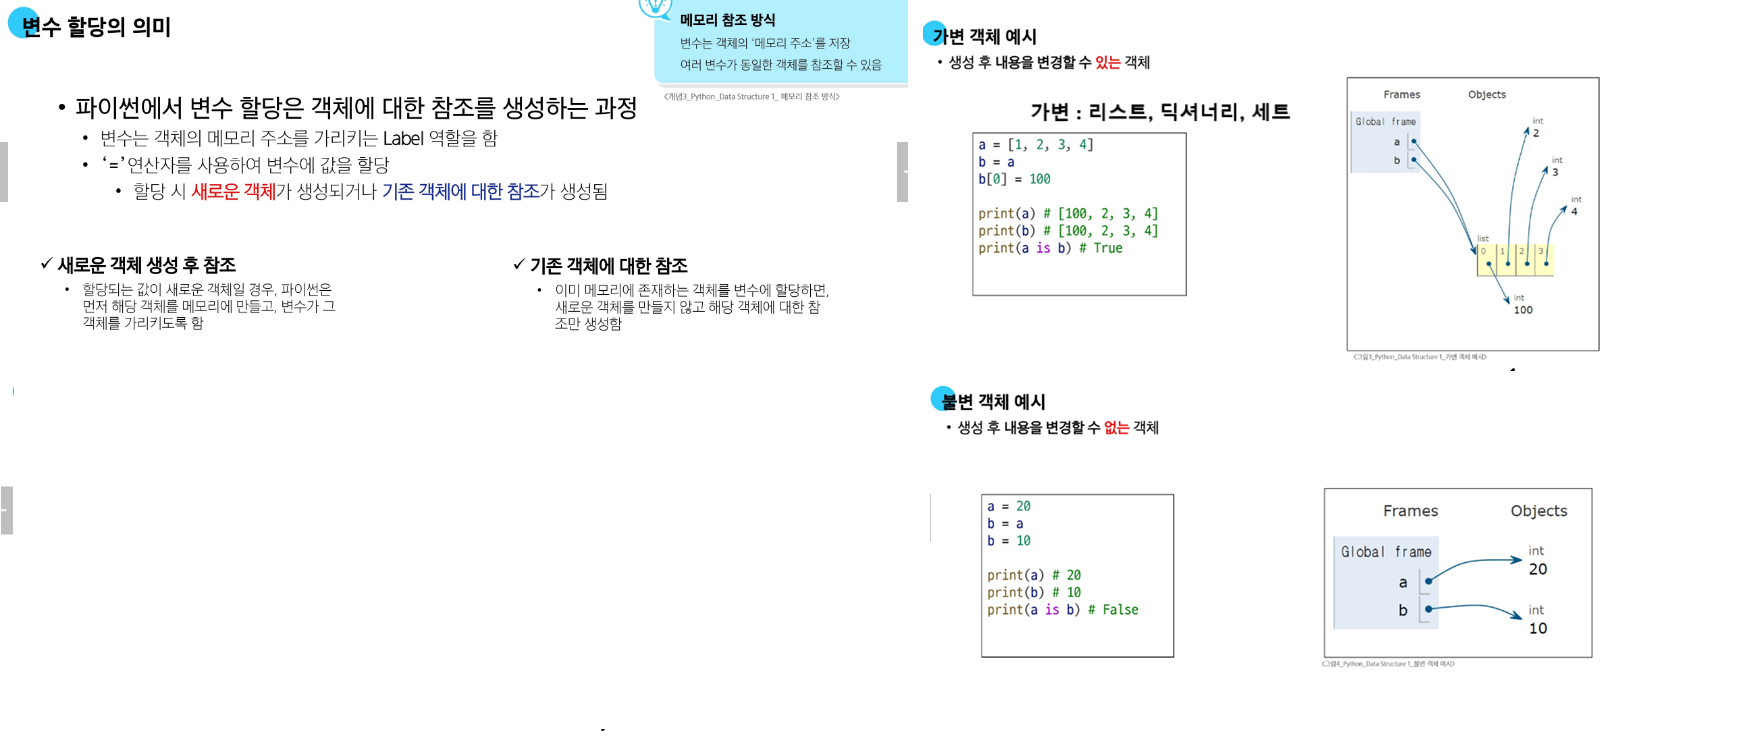 변수 할당의 의미
메모리 참조 방식
변수는 객체의 ‘메모리 주소’를 저장
여러 변수가 동일한 객체를 참조할 수 있음
<개념3_Python_Data Structure 1_ 메모리 참조 방식>
• 파이썬에서 변수 할당은 객체에 대한 참조를 생성하는 과정
• 변수는 객체의 메모리 주소를 가리키는 Label 역할을 함
• ‘=’연산자를 사용하여 변수에 값을 할당
• 할당 시 새로운 객체가 생성되거나 기존 객체에 대한 참조가 생성됨
✓ 새로운 객체 생성 후 참조
• 할당되는 값이 새로운 객체일 경우, 파이썬은
먼저 해당 객체를 메모리에 만들고, 변수가 그
객체를 가리키도록 함
✓ 기존 객체에 대한 참조
• 이미 메모리에 존재하는 객체를 변수에 할당하면,
새로운 객체를 만들지 않고 해당 객체에 대한 참
조만 생성함
가변 객체 예시
• 생성 후 내용을 변경할 수 있는 객체
가변 : 리스트, 딕셔너리, 세트
a = [1, 2, 3, 4]
b = a
b[0] = 100
print(a) # [100, 2, 3, 4]
print(b) # [100, 2, 3, 4]
print(a is b) # True
Frames Objects
Global frame
a
b
int
2
int
3
int
4
list
0 1 2 3
int
100
<그림3_Python_Data Structure 1_가변 객체 예시>
불변 객체 예시
• 생성 후 내용을 변경할 수 없는 객체
a = 20
b = a
b = 10
print(a) # 20
print(b) # 10
print(a is b) # False
Frames Objects
Global frame
a
b
int
20
int
10
<그림4_Python_Data Structure 1_불변 객체 예시>